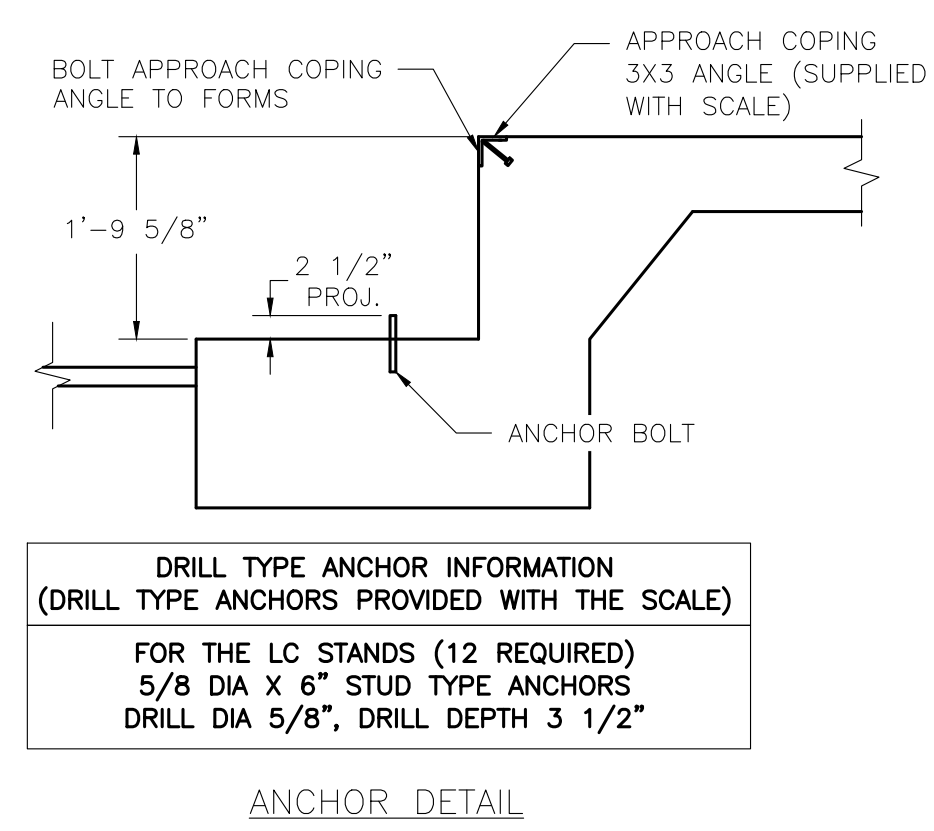 APPROACH COPING
3X3 ANGLE (SUPPLIED
WITH SCALE)
BOLT APPROACH COPING
ANGLE TO FORMS
1'-9 5/8"
2 1/2"
PROJ.
ANCHOR BOLT
DRILL TYPE ANCHOR INFORMATION
(DRILL TYPE ANCHORS PROVIDED WITH THE SCALE)
FOR THE LC STANDS (12 REQUIRED)
5/8 DIA X 6" STUD TYPE ANCHORS
DRILL DIA 5/8", DRILL DEPTH 3 1/2"
ANCHOR DETAIL